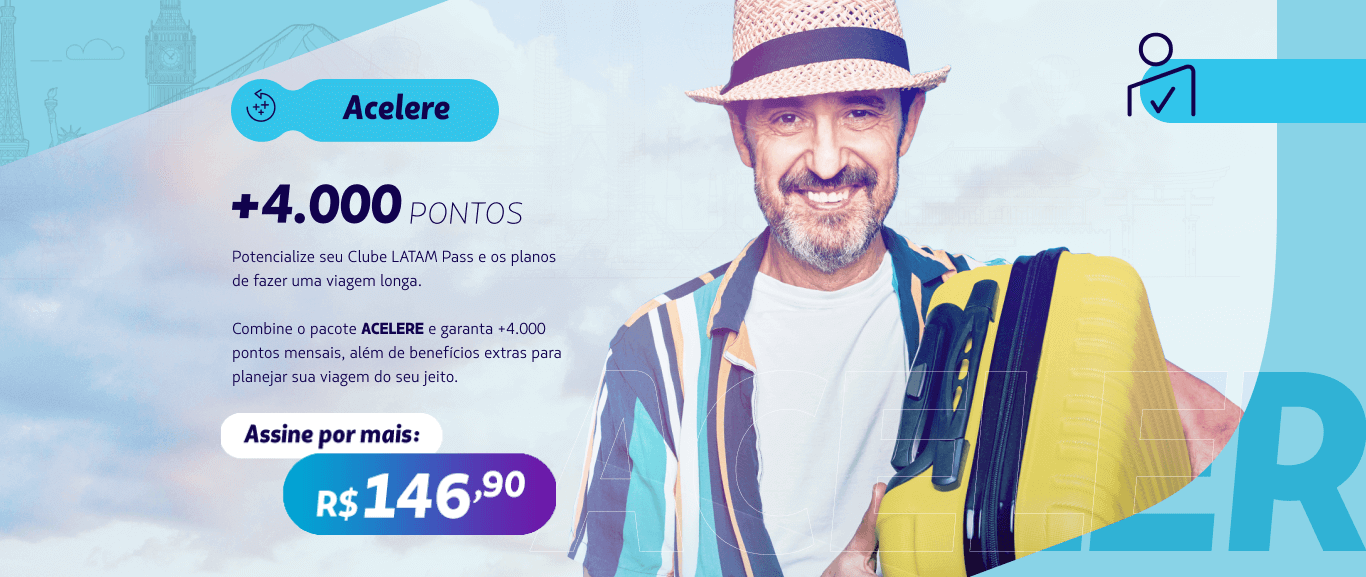 Acelere
+4.000 PONTOS
Potencialize seu Clube LATAM Pass e os planos
de fazer uma viagem longa.
Combine o pacote ACELERE e garanta +4.000
pontos mensais, além de benefícios extras para
planejar sua viagem do seu jeito.
Assine por mais:
R$146,90
ACELER